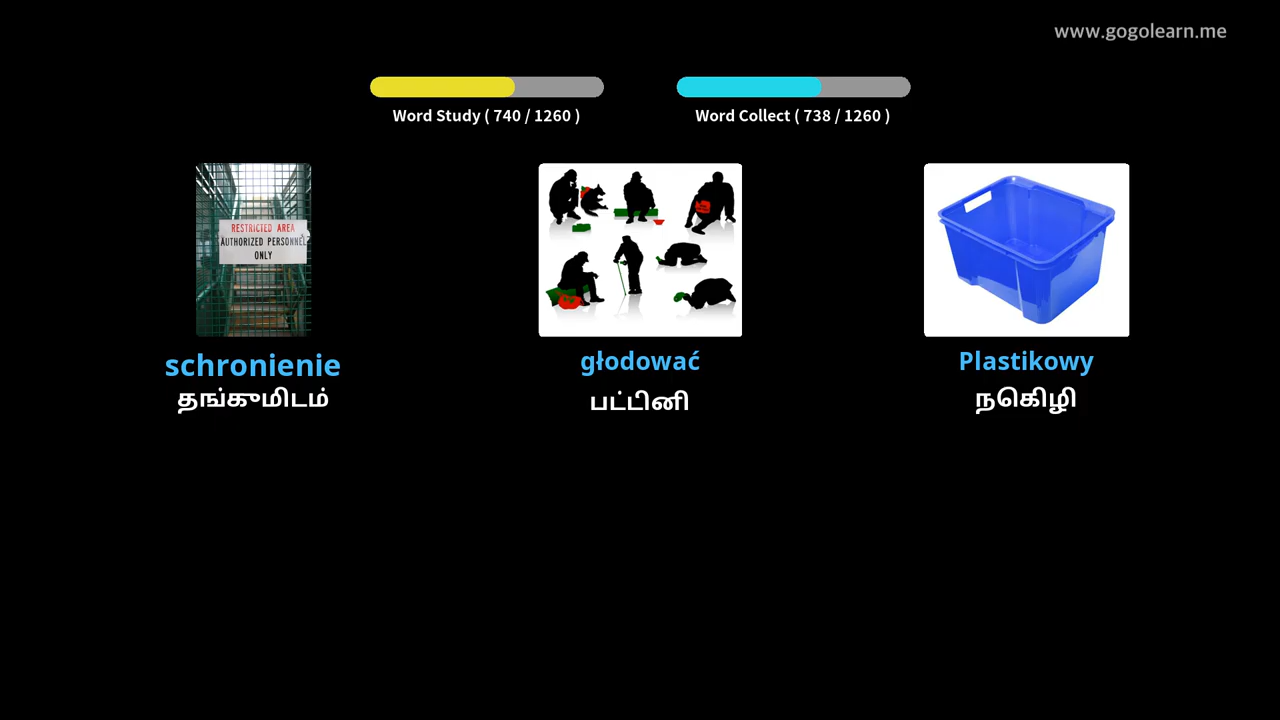 www.gogolearn.me
Word Study ( 740 / 1260 )
Word Collect ( 738 / 1260 )
RESTRICTED AREA
AUTHORIZED PERSONNEL
ONLY
schronienie
głodować
Plastikowy
தங்குமிடம்
பட்டினி
நெகிழி